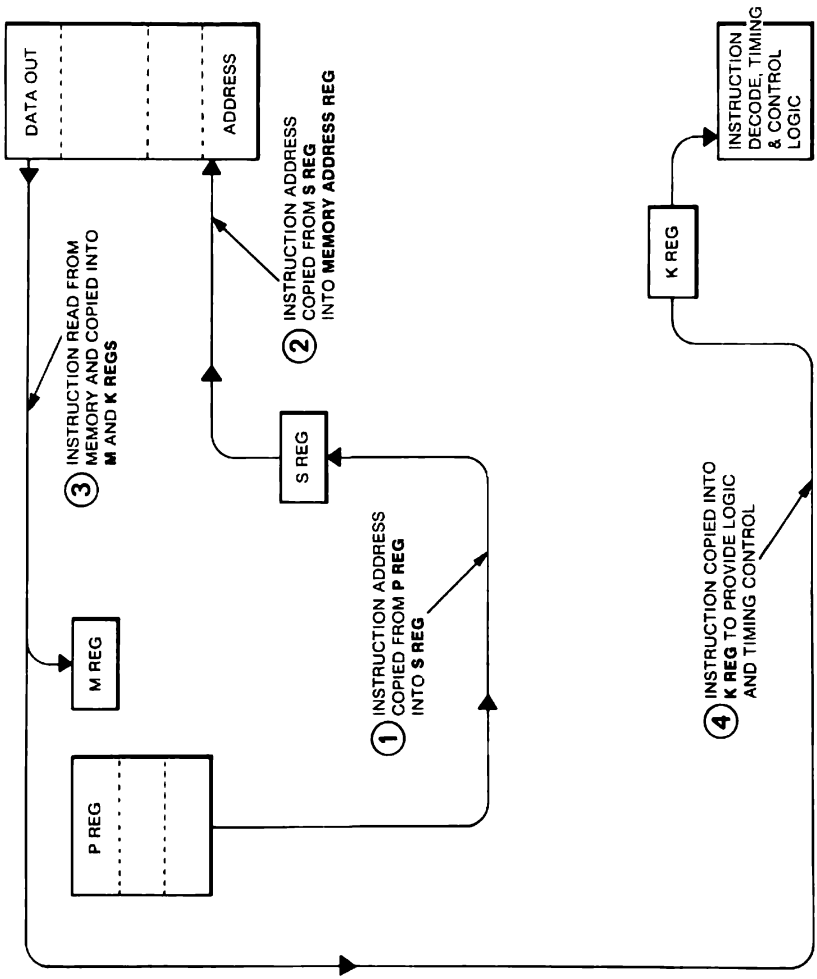 DATA OUT
ADDRESS
3 INSTRUCTION READ FROM
MEMORY AND COPIED INTO
M AND K REGS
2 INSTRUCTION ADDRESS
COPIED FROM S REG
INTO MEMORY ADDRESS REG
M REG
P REG
S REG
1 INSTRUCTION ADDRESS
COPIED FROM P REG
INTO S REG
K REG
INSTRUCTION
DECODE, TIMING
& CONTROL
LOGIC
4 INSTRUCTION COPIED INTO
K REG TO PROVIDE LOGIC
AND TIMING CONTROL